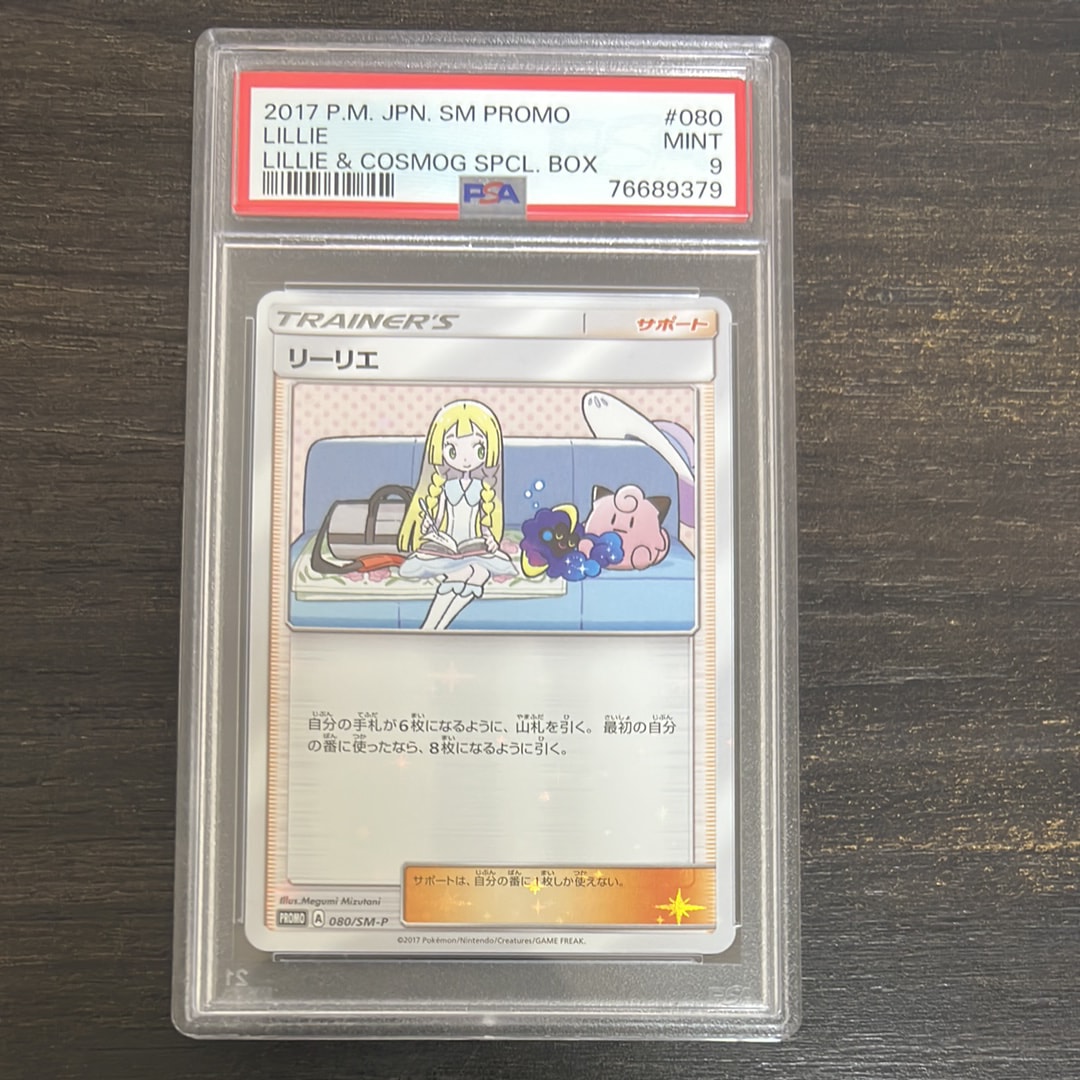 2017 P.M. JPN. SM PROMO #080
LILLIE MINT
LILLIE & COSMOG SPCL. BOX 9
PSA 76689379
TRAINER'S サポート
リーリエ
自分の手札が6枚になるように、山札を引く。最初の自分
の番に使ったなら、8枚になるように引く。
サポートは、自分の番に1枚しか使えない。
Illus.Megumi Mizutani
PROMO A 080/SM-P
©2017 Pokémon/Nintendo/Creatures/GAME FREAK.